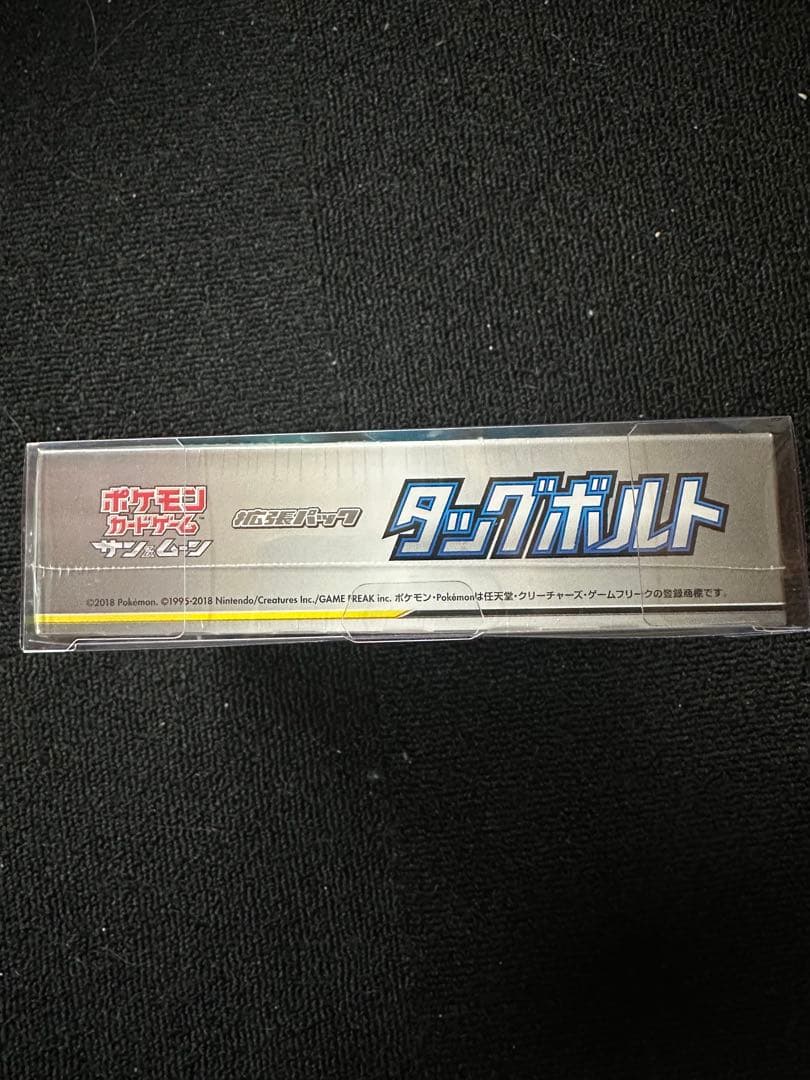 ポケモン
カードゲーム™
サン&ムーン
拡張パック
タッグボルト
©2018 Pokémon. ©1995-2018 Nintendo/Creatures Inc./GAME FREAK inc. ポケモン・Pokémonは任天堂・クリーチャーズ・ゲームフリークの登録商標です。